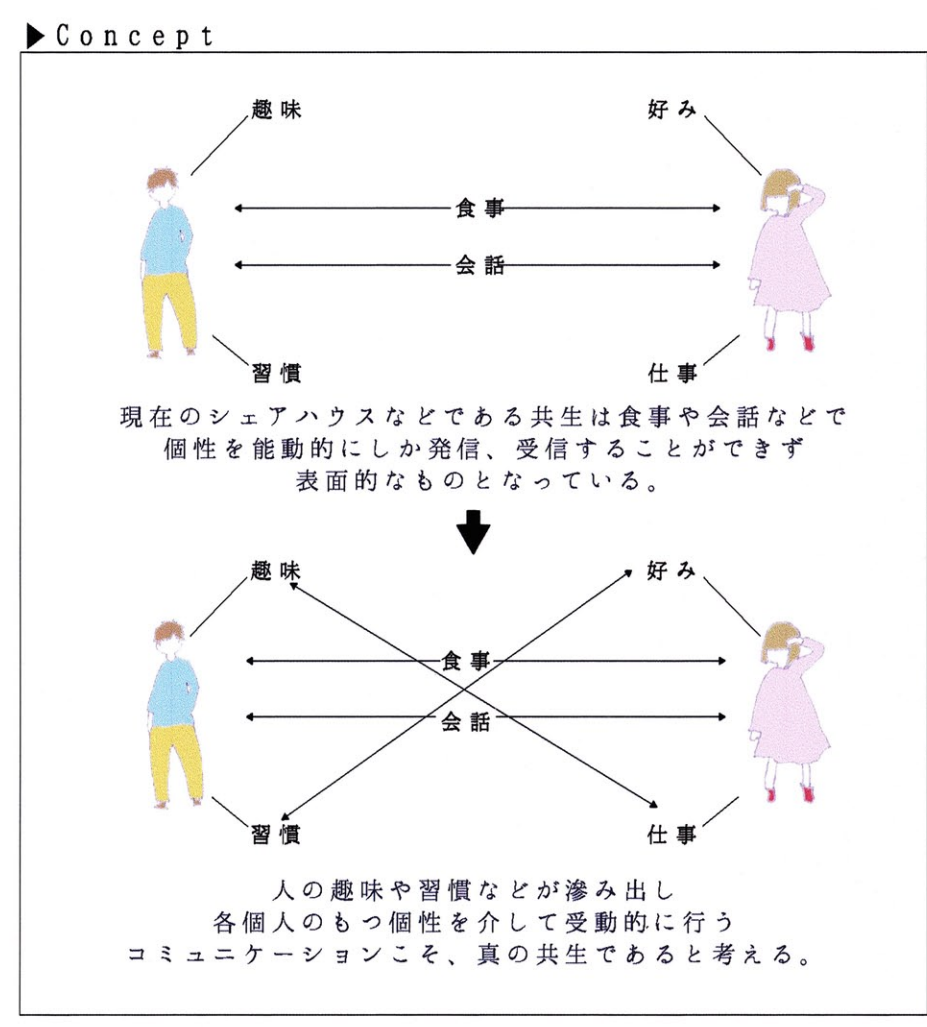 ▶Concept
趣味
好み
食事
会話
習慣
仕事
現在のシェアハウスなどである共生は食事や会話などで
個性を能動的にしか発信、受信することができず
表面的なものとなっている。
趣味
好み
食事
会話
習慣
仕事
人の趣味や習慣などが滲み出し
各個人のもつ個性を介して受動的に行う
コミュニケーションこそ、真の共生であると考える。